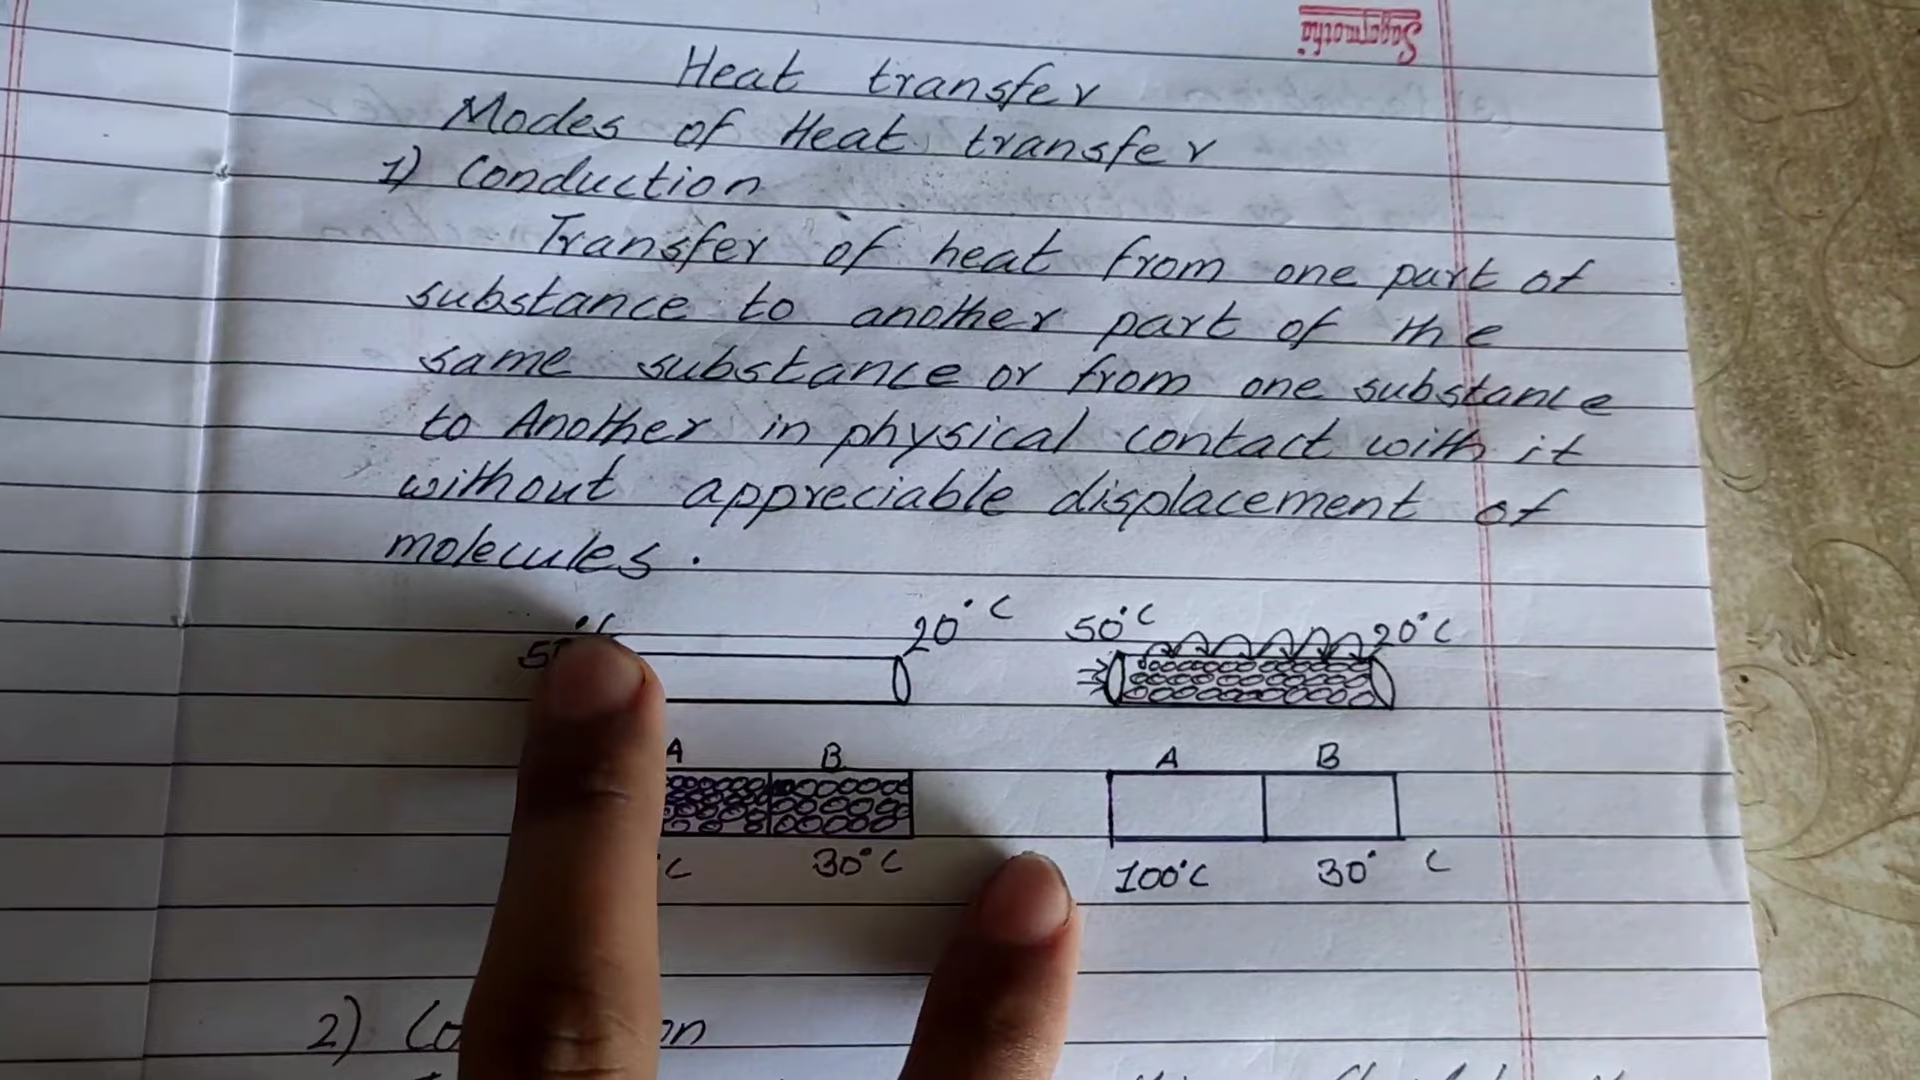 Sagarmatha
Heat transfer
Modes of Heat transfer
1) Conduction
Transfer of heat from one part of
substance to another part of the
same substance or from one substance
to Another in physical contact with it
without appreciable displacement of
molecules.
20°C 50°C 20°C
A B A B
°C 30°C 100°C 30° C
2)